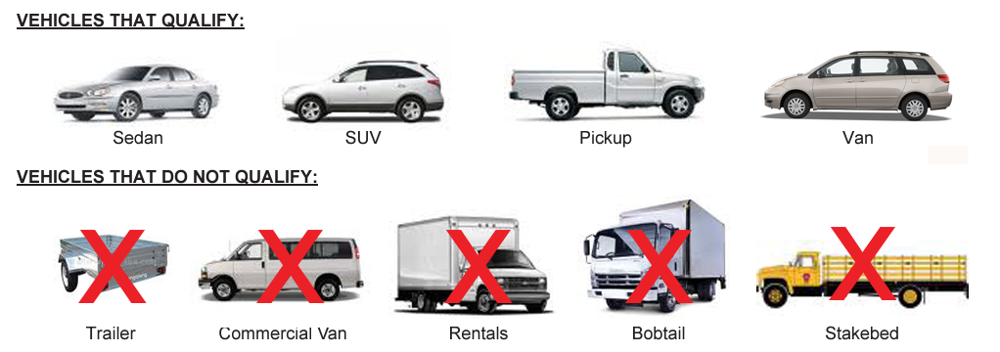 VEHICLES THAT QUALIFY:
Sedan SUV Pickup Van
VEHICLES THAT DO NOT QUALIFY:
X X X X X
Trailer Commercial Van Rentals Bobtail Stakebed